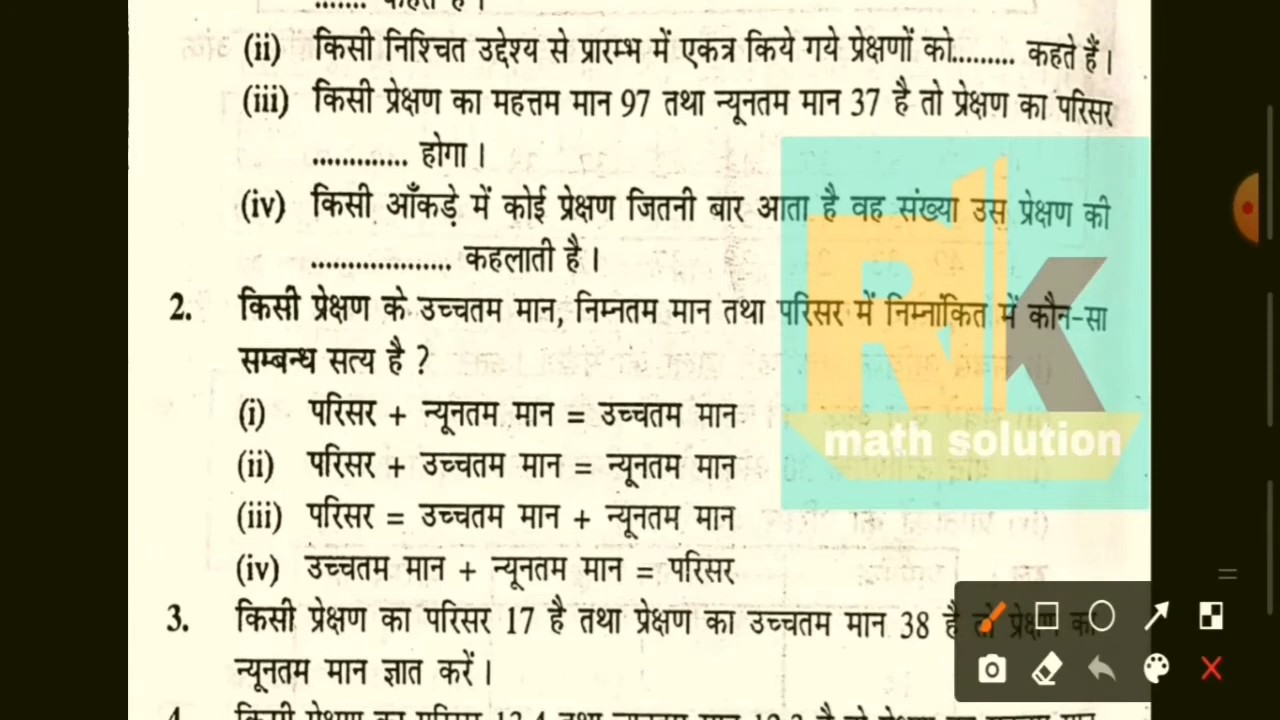 ....... कहते हैं।
(ii) किसी निश्चित उद्देश्य से प्रारम्भ में एकत्र किये गये प्रेक्षणों को......... कहते हैं।
(iii) किसी प्रेक्षण का महत्तम मान 97 तथा न्यूनतम मान 37 है तो प्रेक्षण का परिसर
............. होगा।
(iv) किसी आँकड़े में कोई प्रेक्षण जितनी बार आता है वह संख्या उस प्रेक्षण की
.................... कहलाती है।
2. किसी प्रेक्षण के उच्चतम मान, निम्नतम मान तथा परिसर में निम्नांकित में कौन-सा
सम्बन्ध सत्य है ?
(i) परिसर + न्यूनतम मान = उच्चतम मान
(ii) परिसर + उच्चतम मान = न्यूनतम मान
(iii) परिसर = उच्चतम मान + न्यूनतम मान
(iv) उच्चतम मान + न्यूनतम मान = परिसर
RK
math solution
3. किसी प्रेक्षण का परिसर 17 है तथा प्रेक्षण का उच्चतम मान 38 है तो प्रेक्षण का
न्यूनतम मान ज्ञात करें।